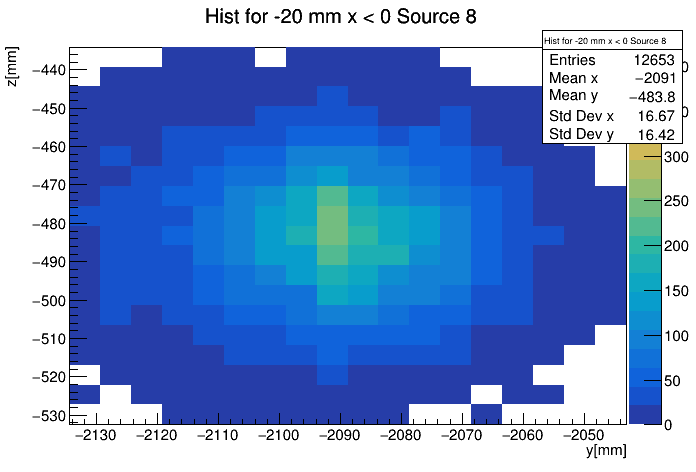 Hist for -20 mm x < 0 Source 8
z[mm]
Hist for -20 mm x < 0 Source 8
Entries 12653
Mean x −2091
Mean y −483.8
Std Dev x 16.67
Std Dev y 16.42
−440
−450
−460
−470
−480
−490
−500
−510
−520
−530
300
250
200
150
100
50
0
−2130 −2120 −2110 −2100 −2090 −2080 −2070 −2060 −2050
y[mm]